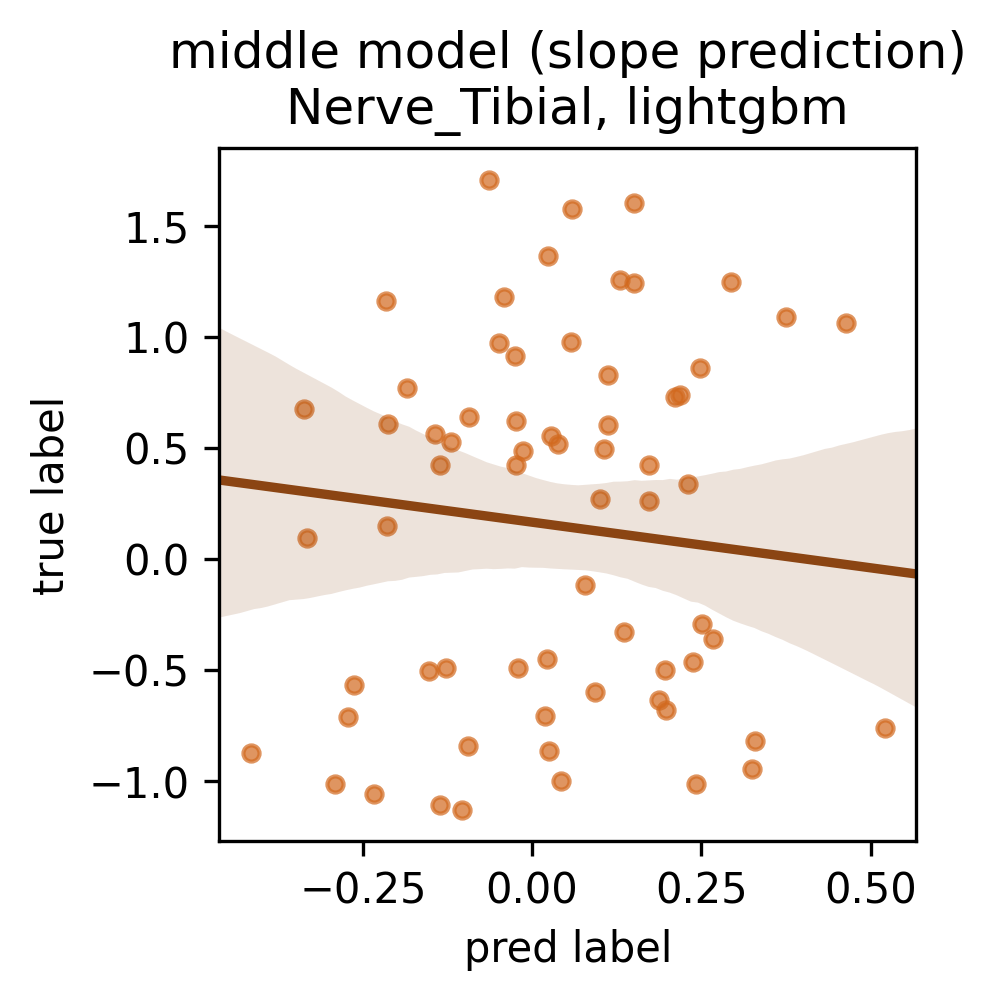 middle model (slope prediction)
Nerve_Tibial, lightgbm
1.5
1.0
0.5
0.0
−0.5
−1.0
true label
−0.25 0.00 0.25 0.50
pred label